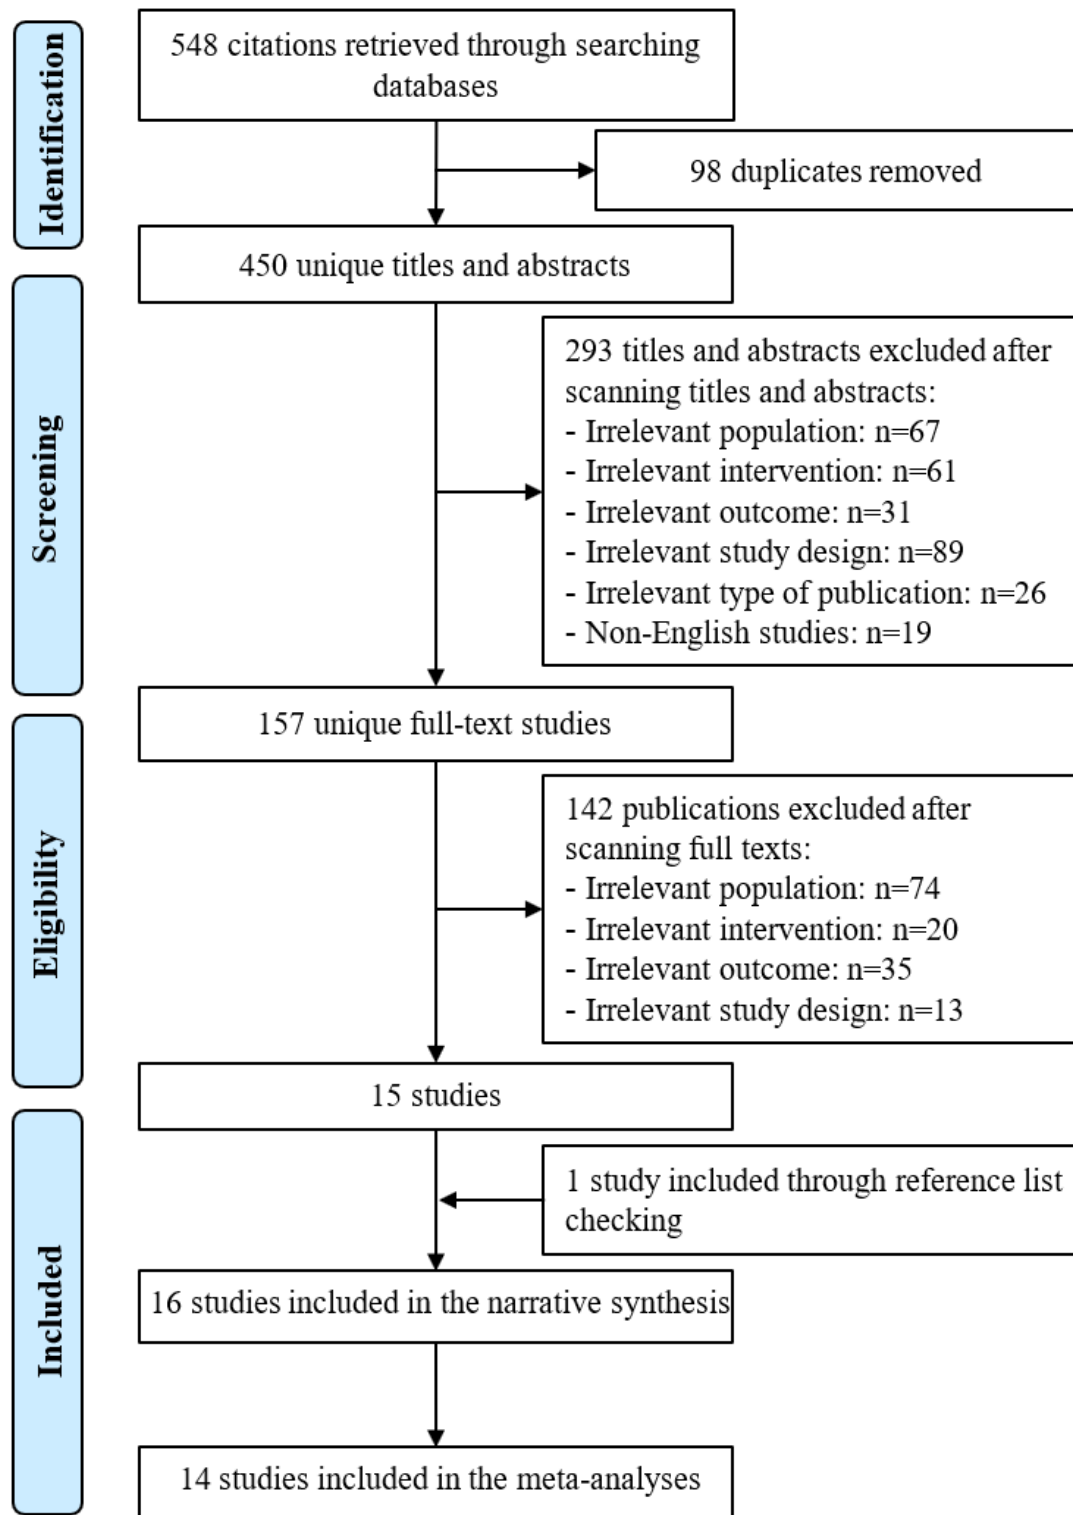 Identification
548 citations retrieved through searching
databases
98 duplicates removed
450 unique titles and abstracts
Screening
293 titles and abstracts excluded after
scanning titles and abstracts:
- Irrelevant population: n=67
- Irrelevant intervention: n=61
- Irrelevant outcome: n=31
- Irrelevant study design: n=89
- Irrelevant type of publication: n=26
- Non-English studies: n=19
157 unique full-text studies
Eligibility
142 publications excluded after
scanning full texts:
- Irrelevant population: n=74
- Irrelevant intervention: n=20
- Irrelevant outcome: n=35
- Irrelevant study design: n=13
15 studies
Included
1 study included through reference list
checking
16 studies included in the narrative synthesis
14 studies included in the meta-analyses